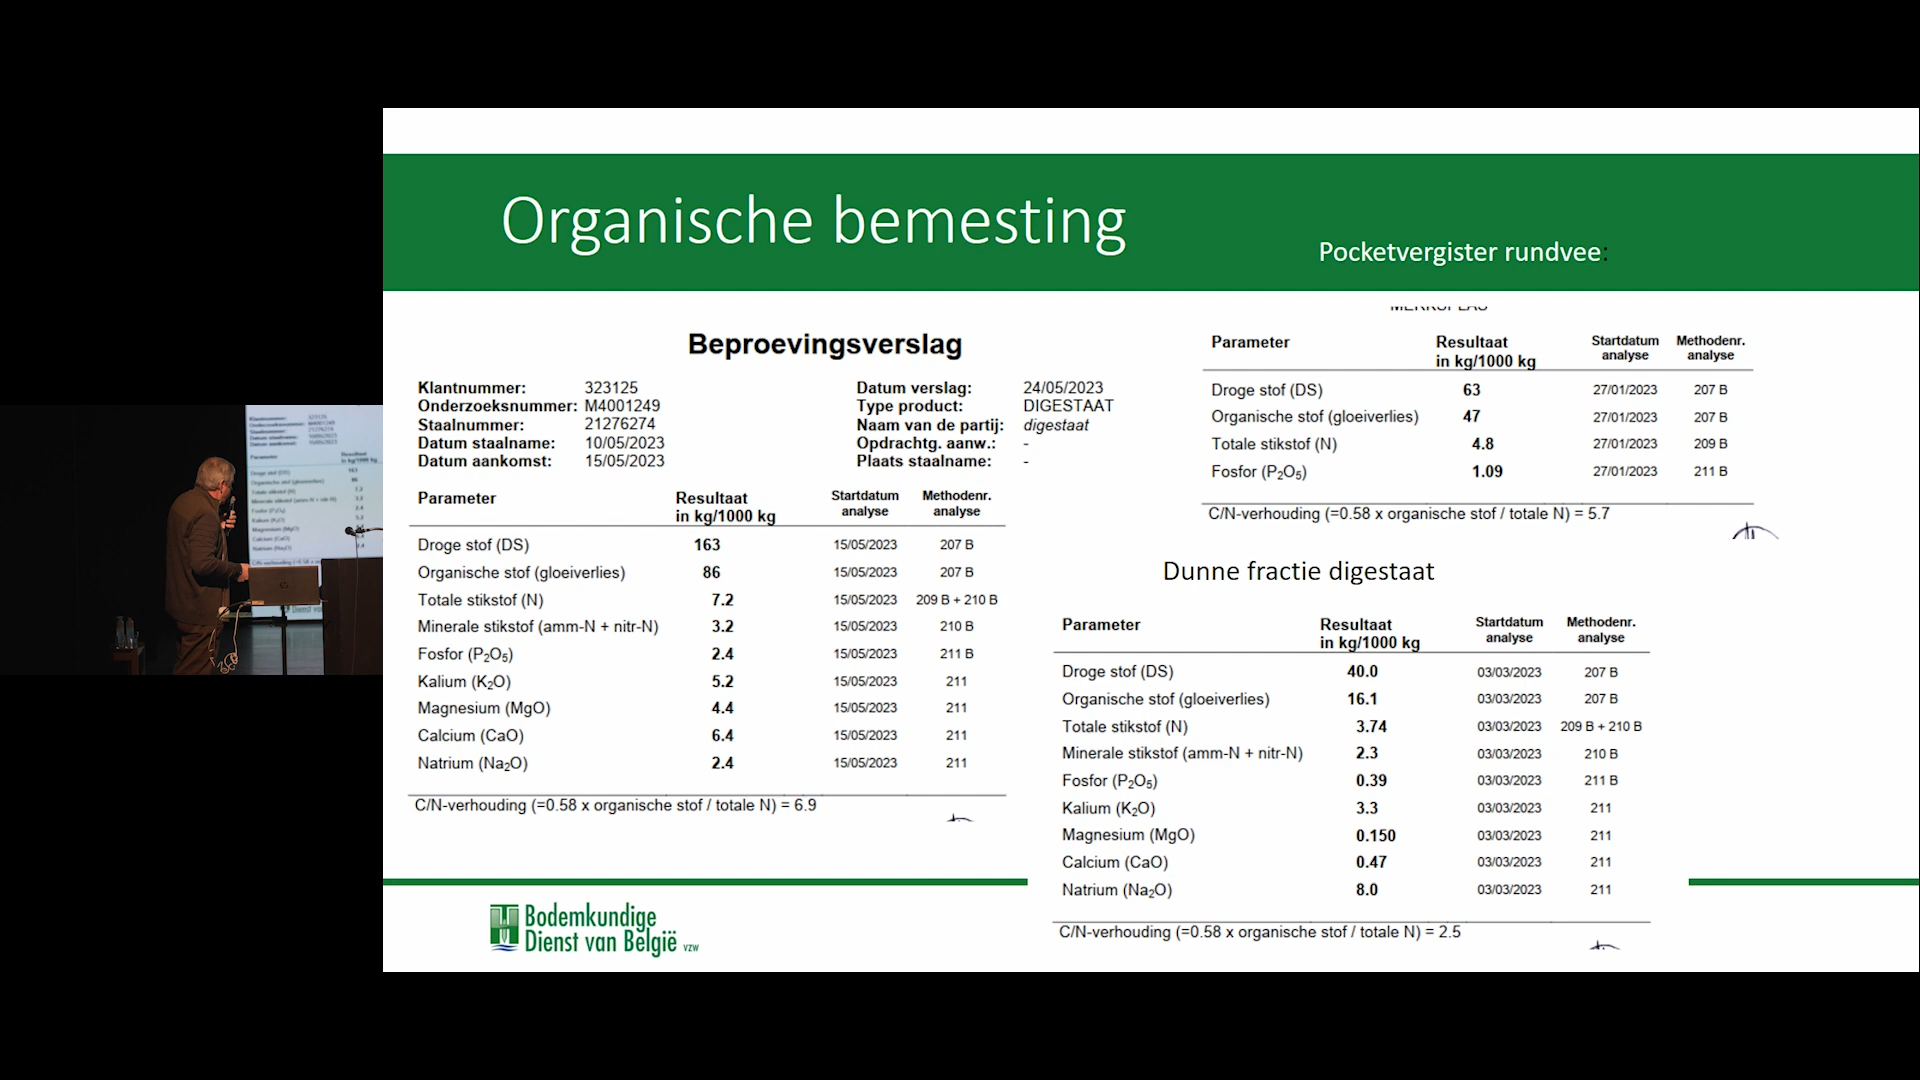 Organische bemesting
Pocketvergister rundvee:
Beproevingsverslag
Klantnummer: 323125
Onderzoeksnummer: M4001249
Staalnummer: 21276274
Datum staalname: 10/05/2023
Datum aankomst: 15/05/2023
Datum verslag: 24/05/2023
Type product: DIGESTAAT
Naam van de partij: digestaat
Opdrachtg. aanw.: -
Plaats staalname: -
Parameter Resultaat in kg/1000 kg Startdatum analyse Methodenr. analyse
Droge stof (DS) 163 15/05/2023 207 B
Organische stof (gloeiverlies) 86 15/05/2023 207 B
Totale stikstof (N) 7.2 15/05/2023 209 B + 210 B
Minerale stikstof (amm-N + nitr-N) 3.2 15/05/2023 210 B
Fosfor (P₂O₅) 2.4 15/05/2023 211 B
Kalium (K₂O) 5.2 15/05/2023 211
Magnesium (MgO) 4.4 15/05/2023 211
Calcium (CaO) 6.4 15/05/2023 211
Natrium (Na₂O) 2.4 15/05/2023 211
C/N-verhouding (=0.58 x organische stof / totale N) = 6.9
Parameter Resultaat in kg/1000 kg Startdatum analyse Methodenr. analyse
Droge stof (DS) 63 27/01/2023 207 B
Organische stof (gloeiverlies) 47 27/01/2023 207 B
Totale stikstof (N) 4.8 27/01/2023 209 B
Fosfor (P₂O₅) 1.09 27/01/2023 211 B
C/N-verhouding (=0.58 x organische stof / totale N) = 5.7
Dunne fractie digestaat
Parameter Resultaat in kg/1000 kg Startdatum analyse Methodenr. analyse
Droge stof (DS) 40.0 03/03/2023 207 B
Organische stof (gloeiverlies) 16.1 03/03/2023 207 B
Totale stikstof (N) 3.74 03/03/2023 209 B + 210 B
Minerale stikstof (amm-N + nitr-N) 2.3 03/03/2023 210 B
Fosfor (P₂O₅) 0.39 03/03/2023 211 B
Kalium (K₂O) 3.3 03/03/2023 211
Magnesium (MgO) 0.150 03/03/2023 211
Calcium (CaO) 0.47 03/03/2023 211
Natrium (Na₂O) 8.0 03/03/2023 211
C/N-verhouding (=0.58 x organische stof / totale N) = 2.5
Bodemkundige
Dienst van België vzw